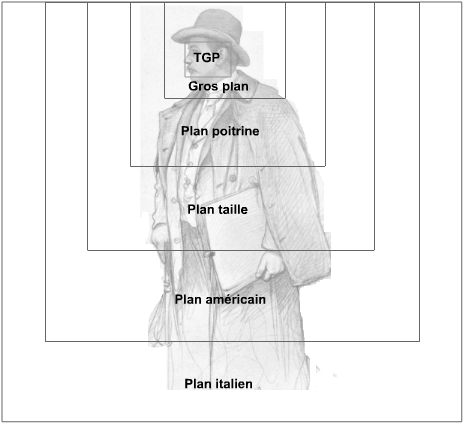 TGP
Gros plan
Plan poitrine
Plan taille
Plan américain
Plan italien